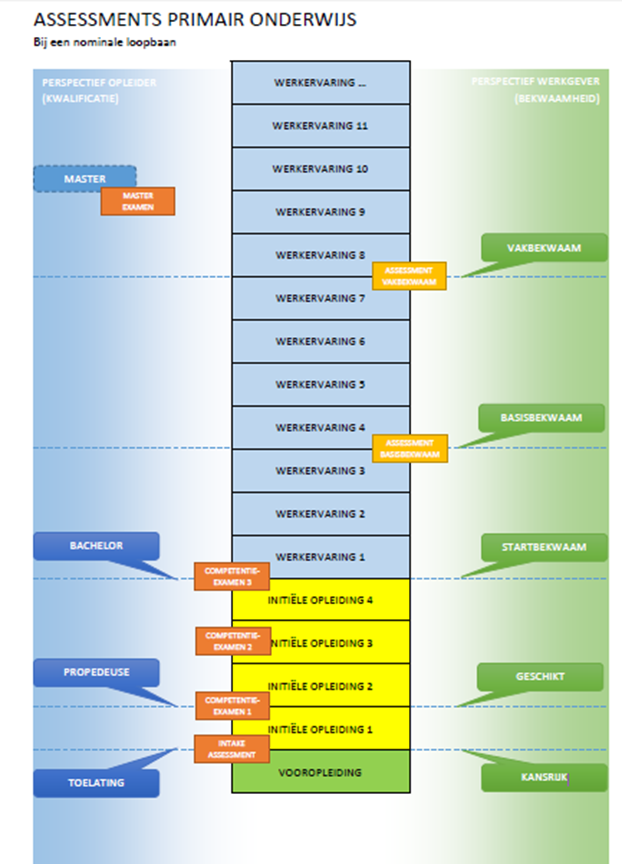 ASSESSMENTS PRIMAIR ONDERWIJS
Bij een nominale loopbaan
PERSPECTIEF OPLEIDER
(KWALIFICATIE)
PERSPECTIEF WERKGEVER
(BEKWAAMHEID)
WERKERVARING ...
WERKERVARING 11
WERKERVARING 10
MASTER
MASTER
EXAMEN
WERKERVARING 9
WERKERVARING 8
VAKBEKWAAM
ASSESSMENT
VAKBEKWAAM
WERKERVARING 7
WERKERVARING 6
WERKERVARING 5
WERKERVARING 4
BASISBEKWAAM
ASSESSMENT
BASISBEKWAAM
WERKERVARING 3
WERKERVARING 2
BACHELOR
WERKERVARING 1
STARTBEKWAAM
COMPETENTIE-
EXAMEN 3
INITIËLE OPLEIDING 4
COMPETENTIE-
EXAMEN 2
INITIËLE OPLEIDING 3
PROPEDEUSE
INITIËLE OPLEIDING 2
GESCHIKT
COMPETENTIE-
EXAMEN 1
INITIËLE OPLEIDING 1
INTAKE
ASSESSMENT
TOELATING
VOOROPLEIDING
KANSRIJK